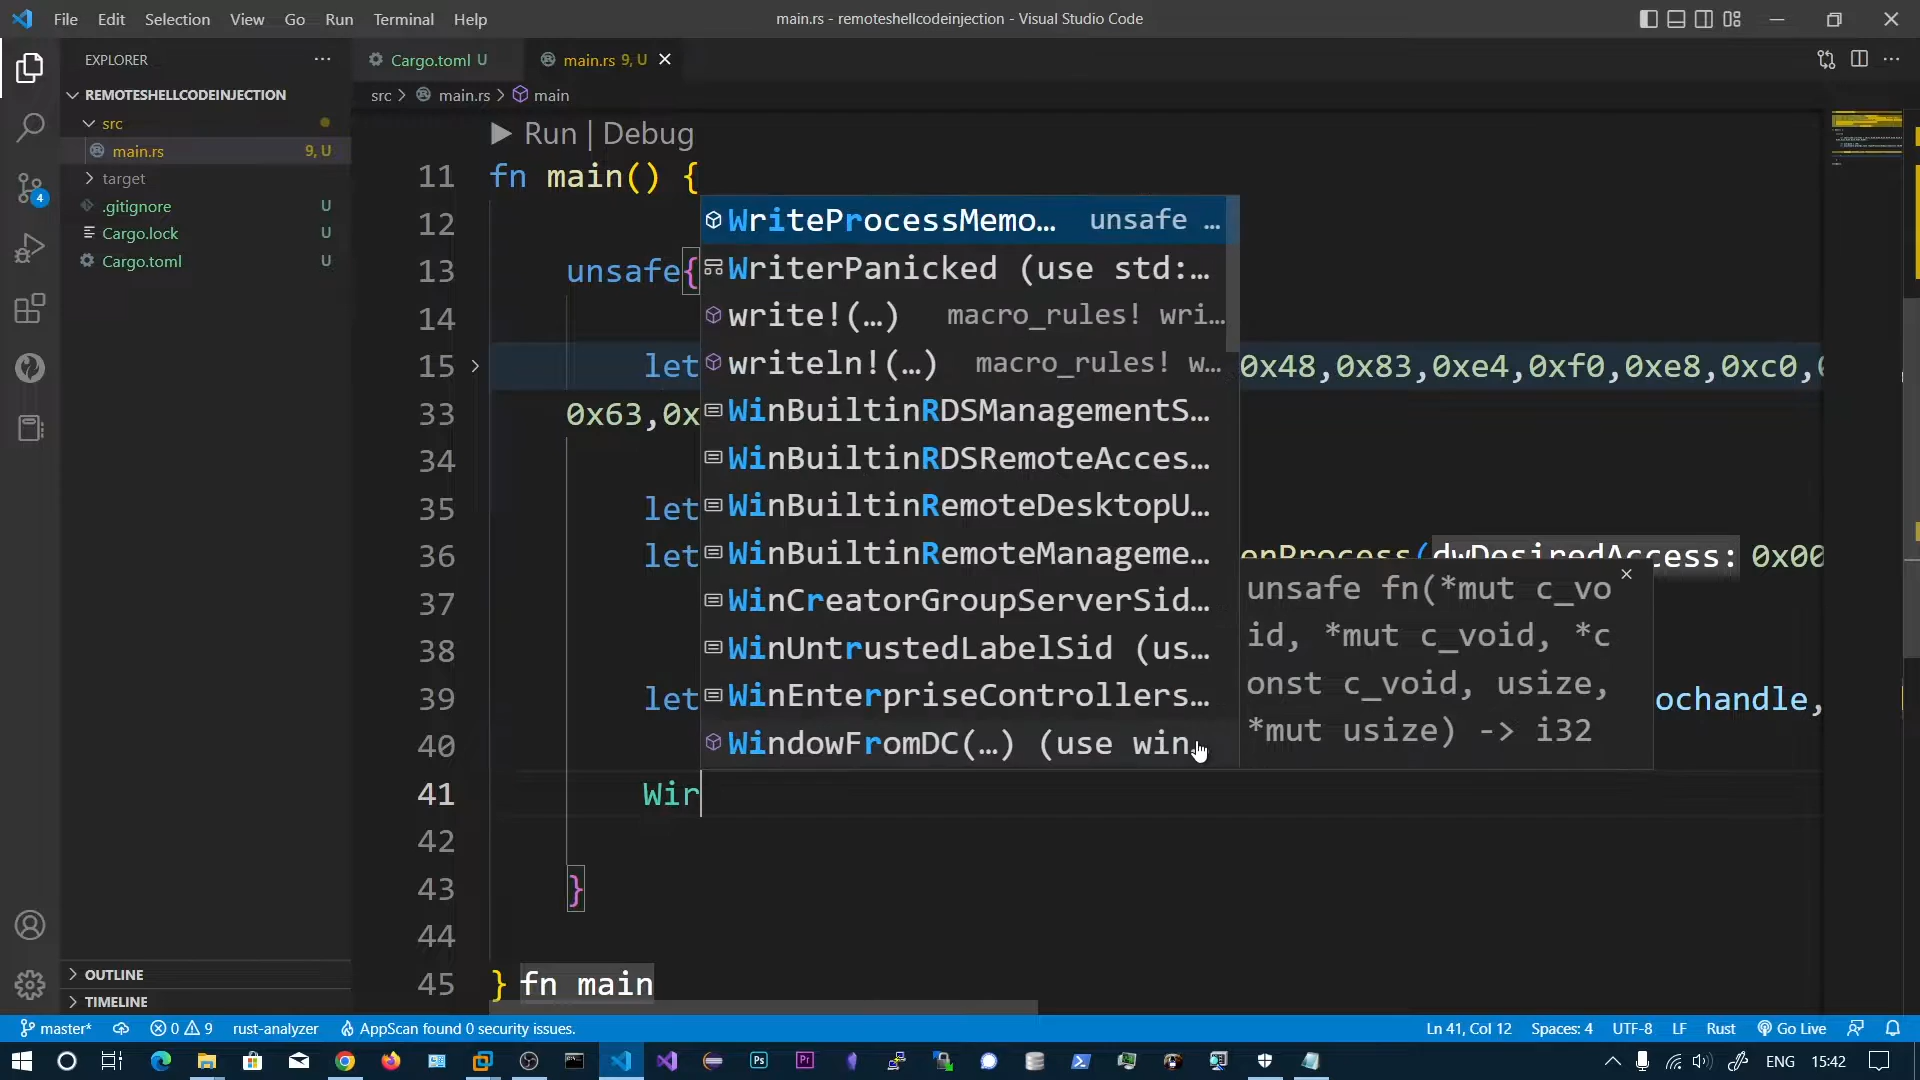 File Edit Selection View Go Run Terminal Help
main.rs - remoteshellcodeinjection - Visual Studio Code
EXPLORER
REMOTESHELLCODEINJECTION
src
main.rs 9, U
target
.gitignore U
Cargo.lock U
Cargo.toml U
OUTLINE
TIMELINE
4
Cargo.toml U
main.rs 9, U
src > main.rs > main
Run | Debug
11 fn main() {
12
13 unsafe{
14
15 let 0x48,0x83,0xe4,0xf0,0xe8,0xc0,
33 0x63,0x
34
35 let
36 let enProcess(dwDesiredAccess: 0x00
37
38
39 let ochandle,
40
41 Wir
42
43 }
44
45 } fn main
WriteProcessMemo… unsafe …
WriterPanicked (use std:…
write!(…) macro_rules! wri…
writeln!(…) macro_rules! w…
WinBuiltinRDSManagementS…
WinBuiltinRDSRemoteAcces…
WinBuiltinRemoteDesktopU…
WinBuiltinRemoteManageme…
WinCreatorGroupServerSid…
WinUntrustedLabelSid (us…
WinEnterpriseControllers…
WindowFromDC(…) (use win
unsafe fn(*mut c_vo
id, *mut c_void, *c
onst c_void, usize,
*mut usize) -> i32
master* 0 9 rust-analyzer AppScan found 0 security issues.
Ln 41, Col 12 Spaces: 4 UTF-8 LF Rust Go Live
Ps Pr
ENG 15:42